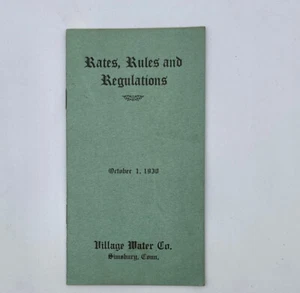 Rates, Rules and
Regulations
October 1, 1930
Village Water Co.
Simsbury, Conn.